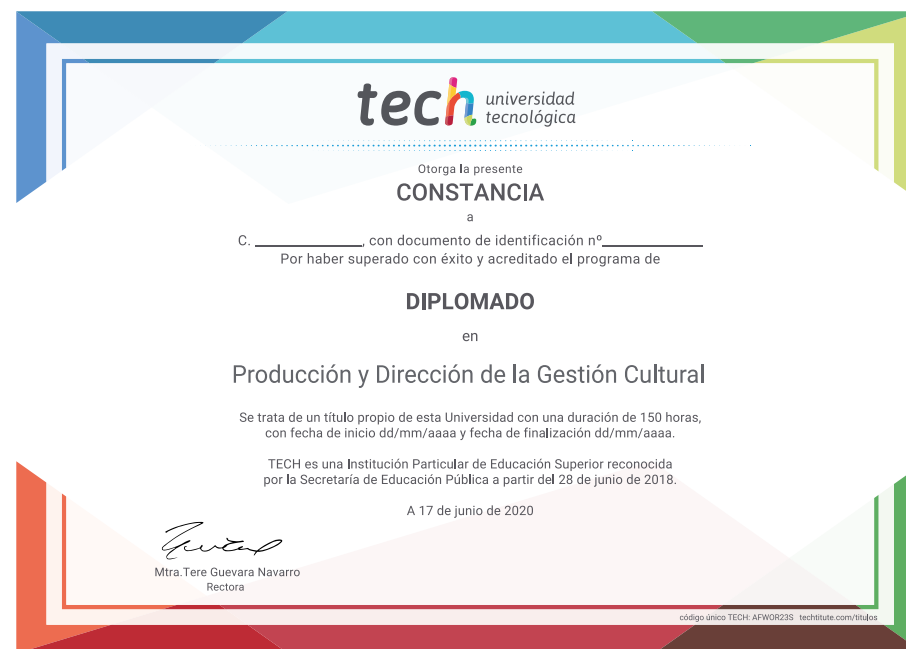 tech universidad
tecnológica
Otorga la presente
CONSTANCIA
a
C. ______________, con documento de identificación nº_____________
Por haber superado con éxito y acreditado el programa de
DIPLOMADO
en
Producción y Dirección de la Gestión Cultural
Se trata de un título propio de esta Universidad con una duración de 150 horas,
con fecha de inicio dd/mm/aaaa y fecha de finalización dd/mm/aaaa.
TECH es una Institución Particular de Educación Superior reconocida
por la Secretaría de Educación Pública a partir del 28 de junio de 2018.
A 17 de junio de 2020
Mtra.Tere Guevara Navarro
Rectora
código único TECH: AFWOR23S techtitute.com/titulos